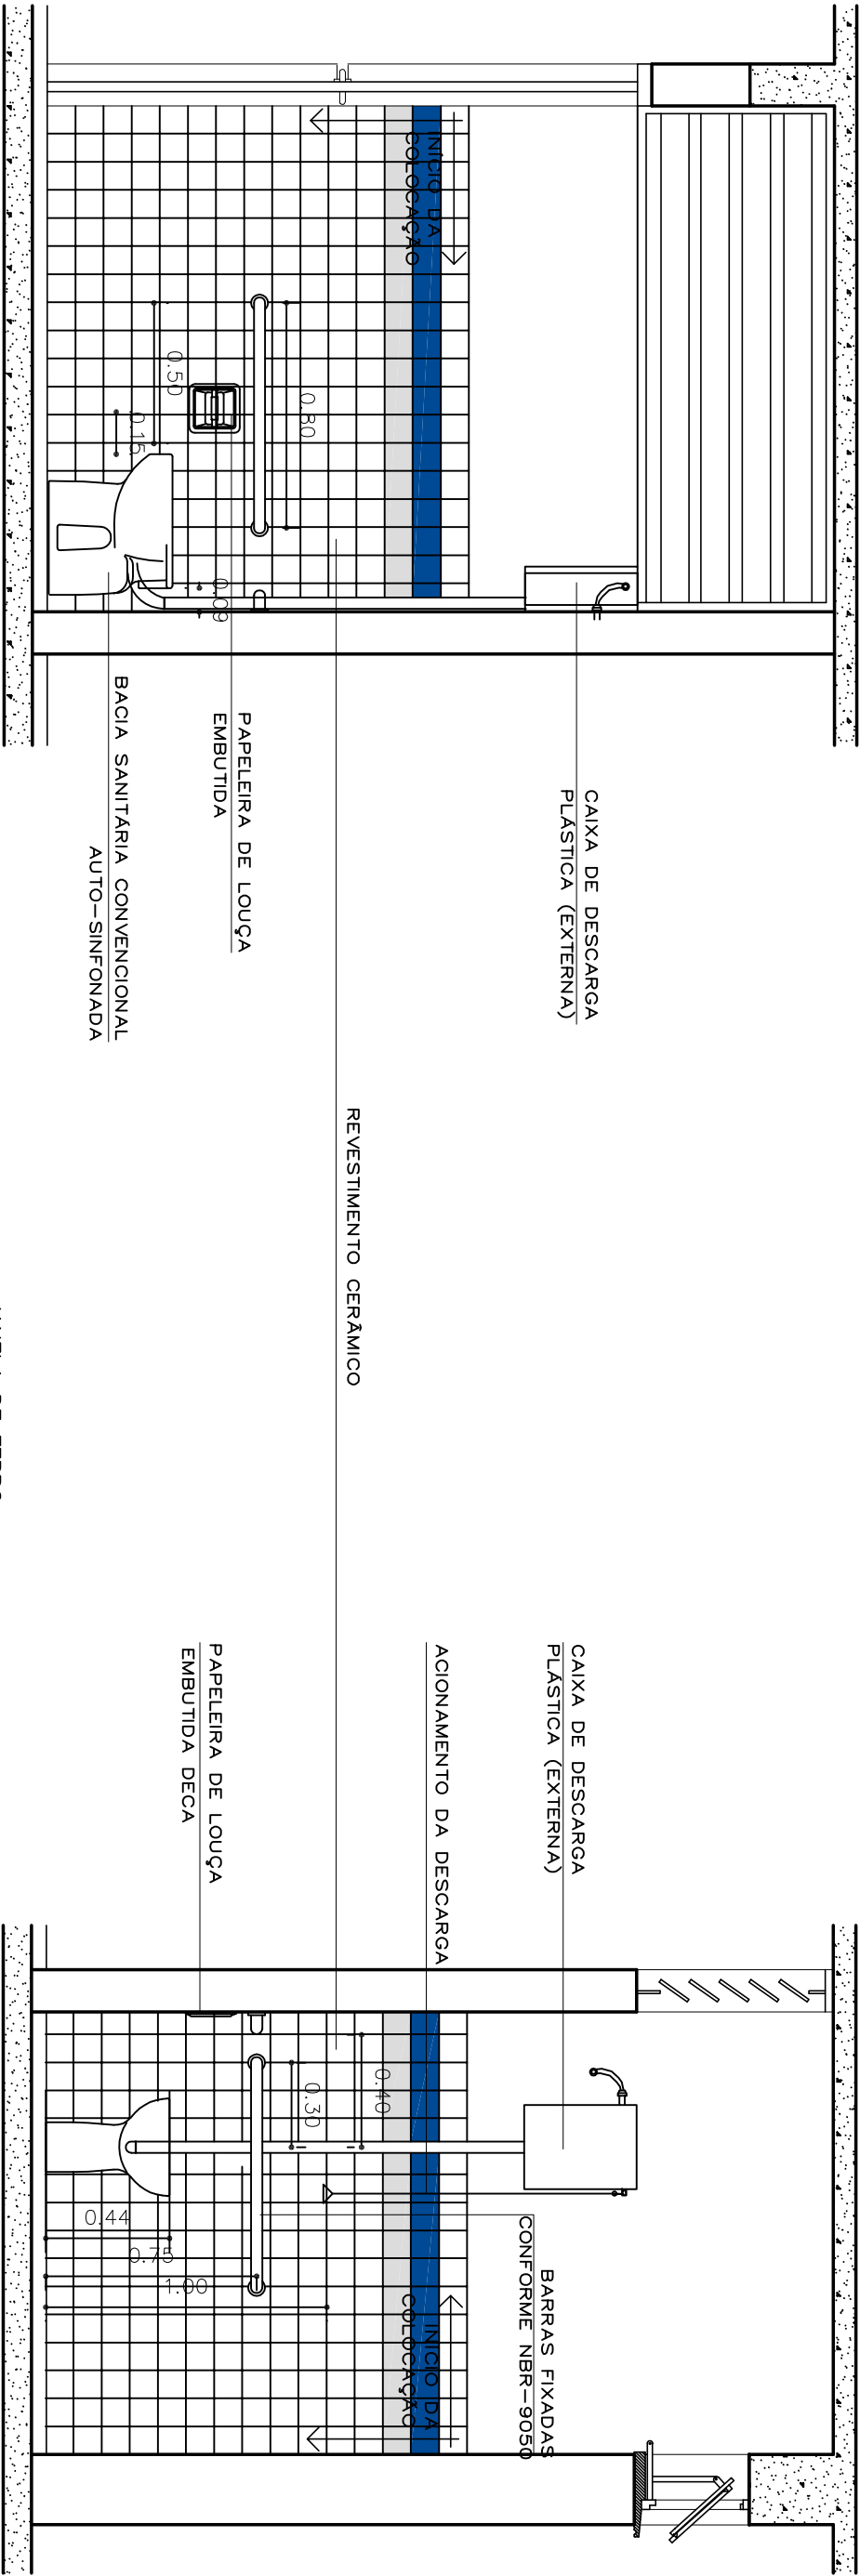 INÍCIO DA
COLOCAÇÃO
0.80
0.50
0.15
0.09
CAIXA DE DESCARGA
PLÁSTICA (EXTERNA)
PAPELEIRA DE LOUÇA
EMBUTIDA
BACIA SANITÁRIA CONVENCIONAL
AUTO-SINFONADA
REVESTIMENTO CERÂMICO
CAIXA DE DESCARGA
PLÁSTICA (EXTERNA)
ACIONAMENTO DA DESCARGA
PAPELEIRA DE LOUÇA
EMBUTIDA DECA
0.40
0.30
0.44
0.75
1.00
BARRAS FIXADAS
CONFORME NBR-9050
INÍCIO DA
COLOCAÇÃO